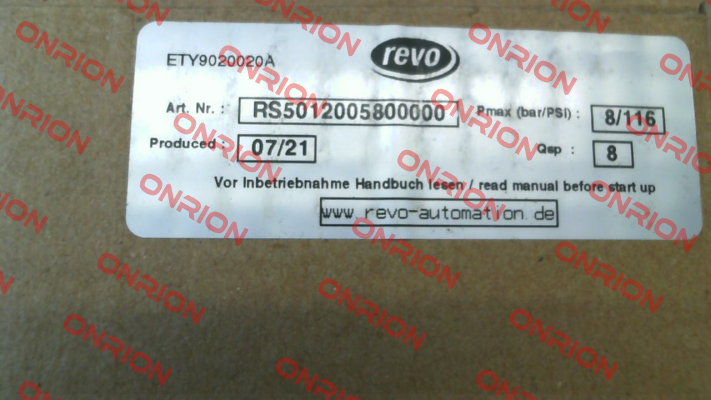 ETY9020020A
revo
Art. Nr. : RS5012005800000 Pmax (bar/PSI) : 8/116
Produced : 07/21 Qsp : 8
Vor Inbetriebnahme Handbuch lesen / read manual before start up
www.revo-automation.de
ONRION